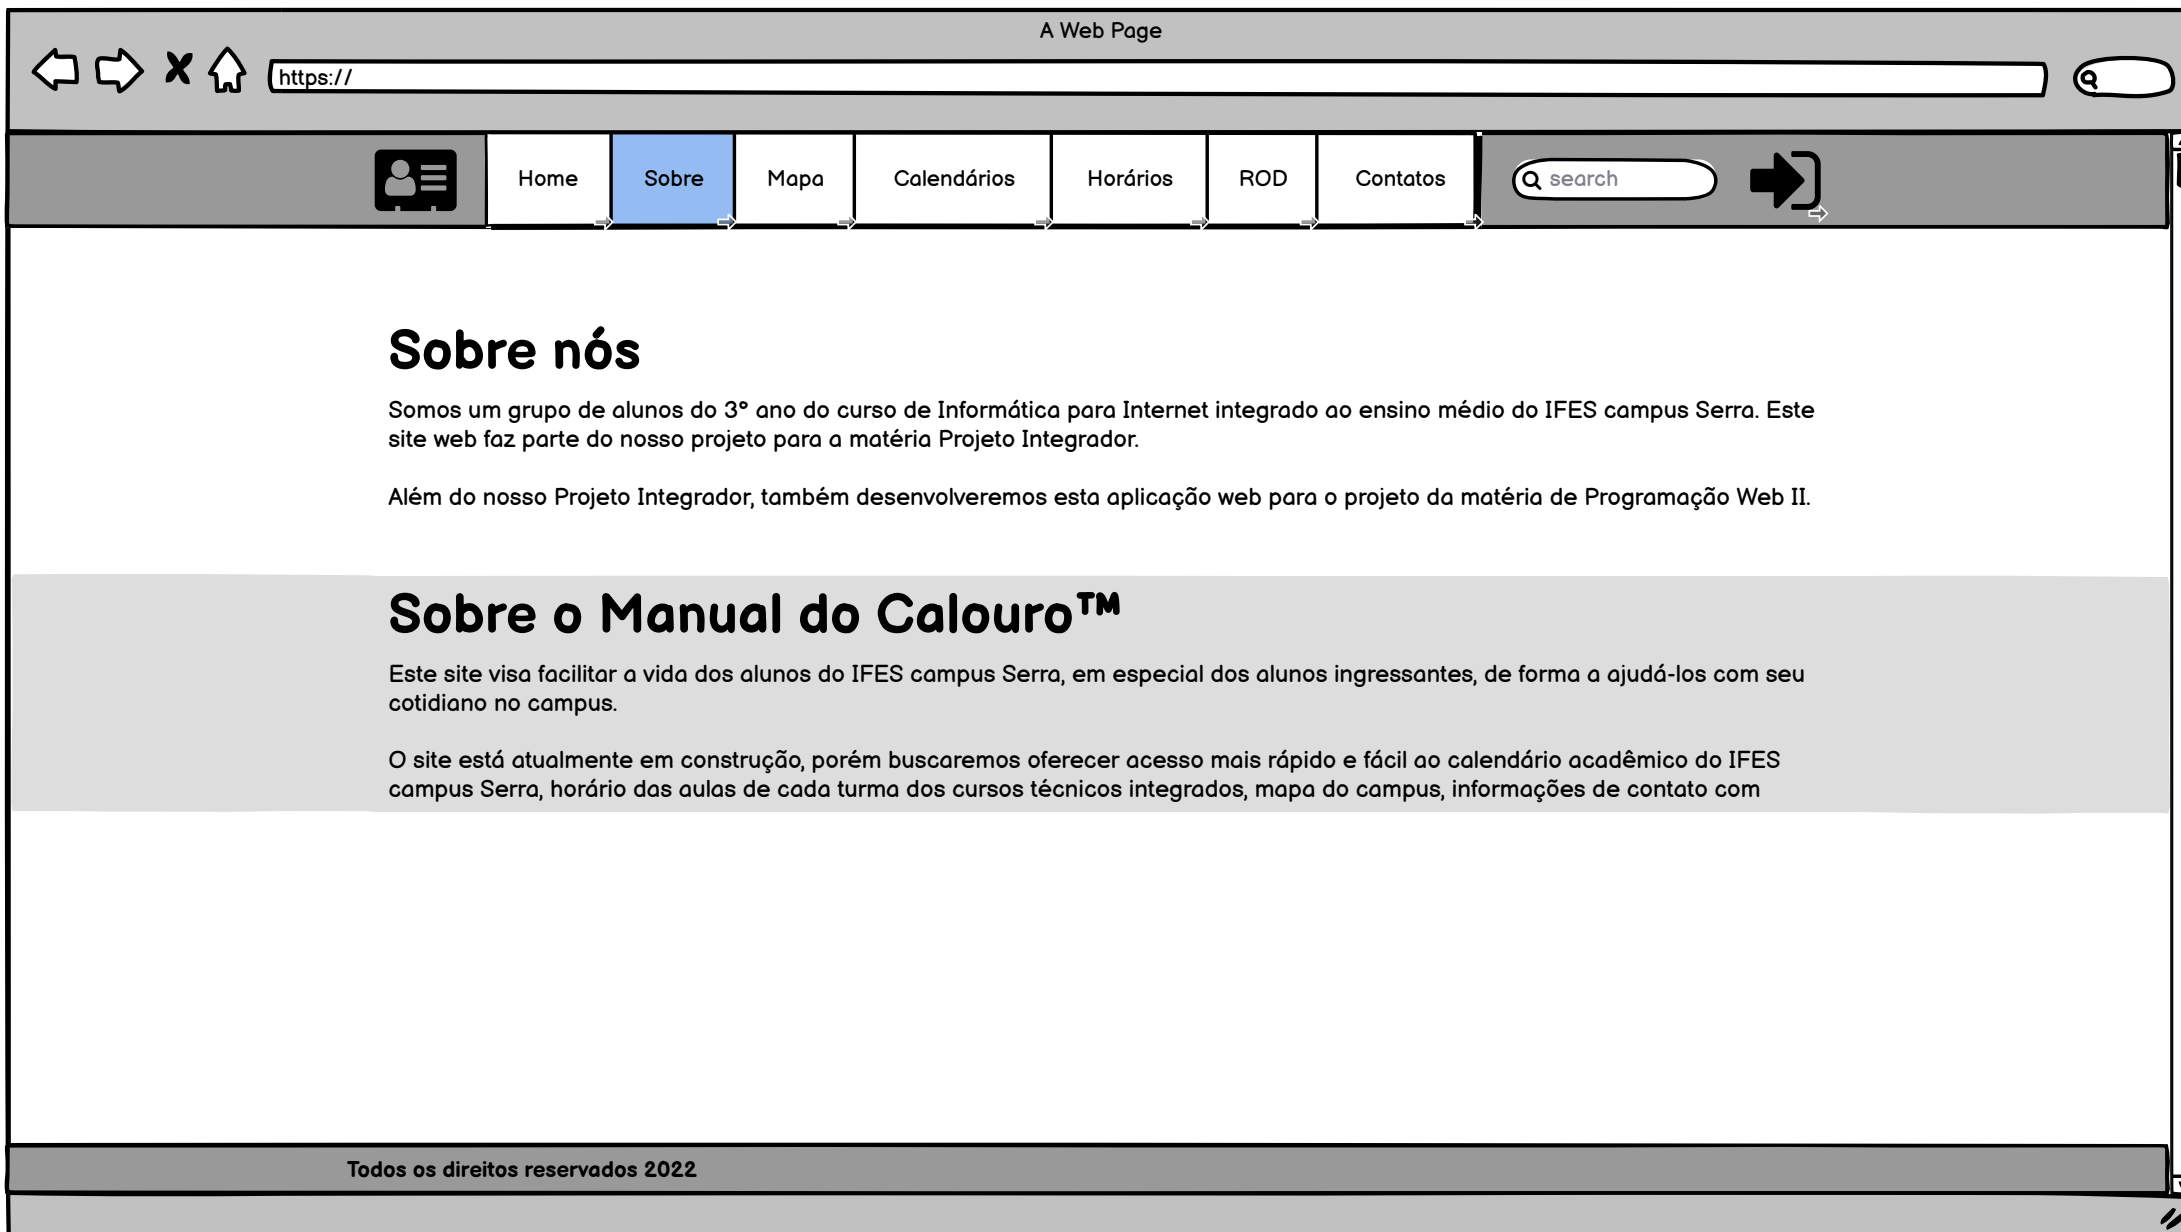 A Web Page
https://
Home
Sobre
Mapa
Calendários
Horários
ROD
Contatos
search
Sobre nós
Somos um grupo de alunos do 3° ano do curso de Informática para Internet integrado ao ensino médio do IFES campus Serra. Este
site web faz parte do nosso projeto para a matéria Projeto Integrador.
Além do nosso Projeto Integrador, também desenvolveremos esta aplicação web para o projeto da matéria de Programação Web II.
Sobre o Manual do Calouro™
Este site visa facilitar a vida dos alunos do IFES campus Serra, em especial dos alunos ingressantes, de forma a ajudá-los com seu
cotidiano no campus.
O site está atualmente em construção, porém buscaremos oferecer acesso mais rápido e fácil ao calendário acadêmico do IFES
campus Serra, horário das aulas de cada turma dos cursos técnicos integrados, mapa do campus, informações de contato com
Todos os direitos reservados 2022